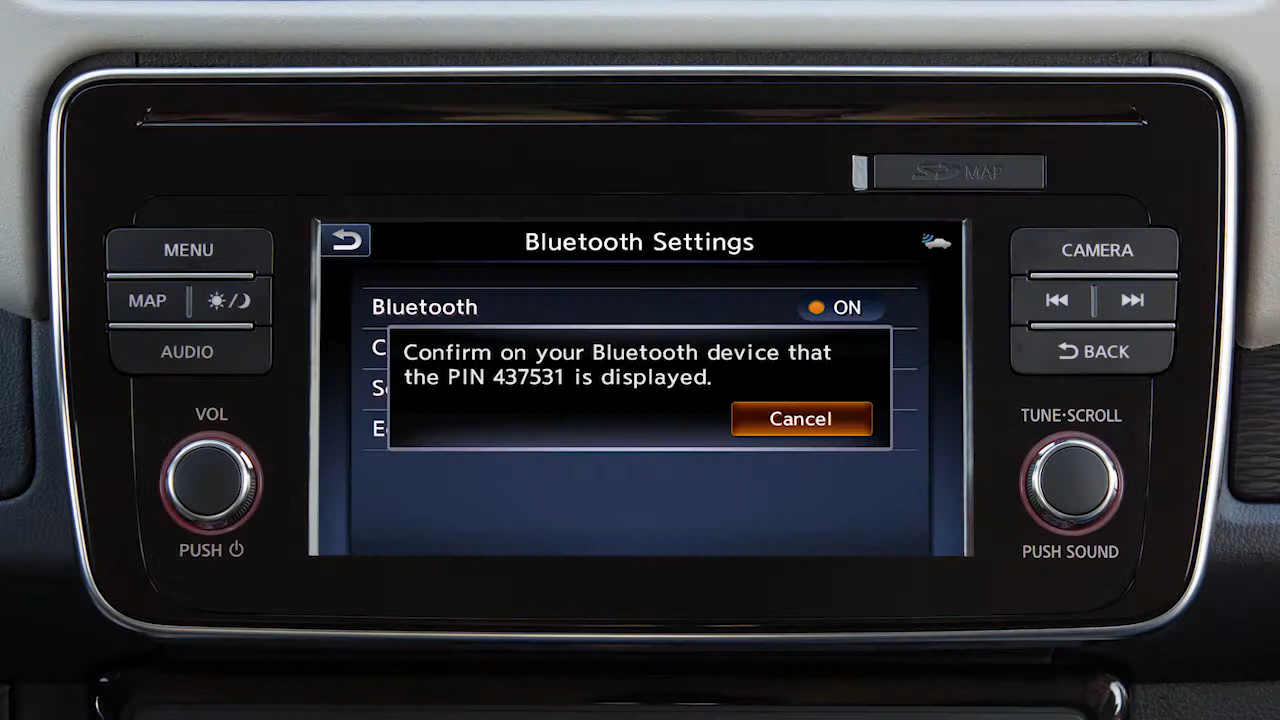 SD MAP
MENU
MAP
AUDIO
VOL
PUSH
Bluetooth Settings
Bluetooth ON
C
Confirm on your Bluetooth device that
the PIN 437531 is displayed.
S
Cancel
E
CAMERA
BACK
TUNE·SCROLL
PUSH SOUND